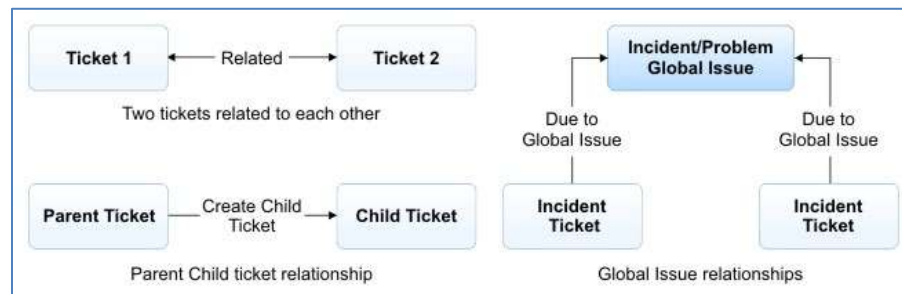 Ticket 1
Related
Ticket 2
Two tickets related to each other
Parent Ticket
Create Child
Ticket
Child Ticket
Parent Child ticket relationship
Incident/Problem
Global Issue
Due to
Global Issue
Due to
Global Issue
Incident
Ticket
Incident
Ticket
Global Issue relationships